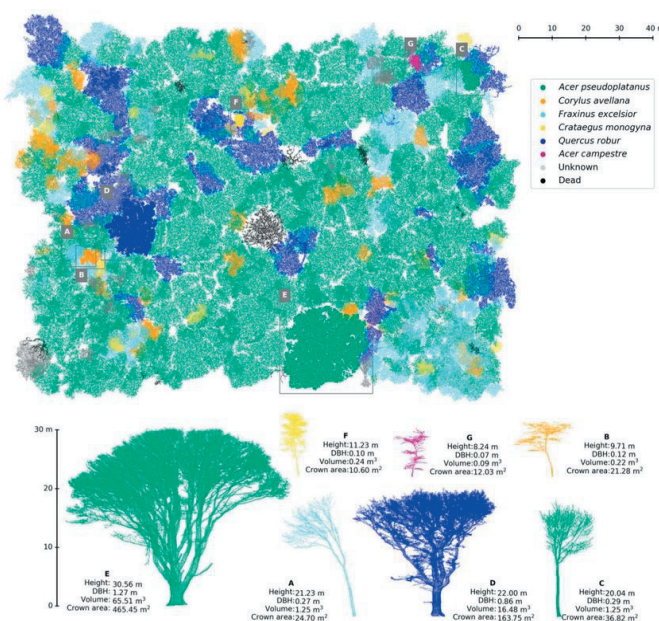 G
C
0
10
20
30
40 m
Acer pseudoplatanus
Corylus avellana
Fraxinus excelsior
Crataegus monogyna
Quercus robur
Acer campestre
Unknown
Dead
F
D
A
B
E
30 m
20
10
0
F
Height:11.23 m
DBH:0.10 m
Volume:0.24 m³
Crown area:10.60 m²
G
Height:8.24 m
DBH:0.07 m
Volume:0.09 m³
Crown area:12.03 m²
B
Height:9.71 m
DBH:0.12 m
Volume:0.22 m³
Crown area:21.28 m²
E
Height:30.56 m
DBH:1.27 m
Volume:65.51 m³
Crown area:465.45 m²
A
Height:21.23 m
DBH:0.27 m
Volume:1.25 m³
Crown area:24.70 m²
D
Height:22.00 m
DBH:0.86 m
Volume:16.48 m³
Crown area:163.75 m²
C
Height:20.04 m
DBH:0.29 m
Volume:1.25 m³
Crown area:36.82 m²